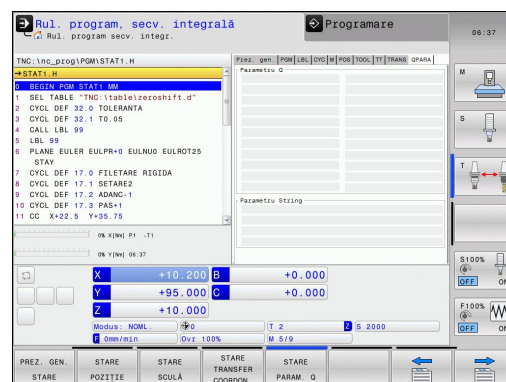 Rul. program, secv. integrală
Rul. program secv. integr.
Programare
06:37
TNC:\nc_prog\PGM\STAT1.H
→STAT1.H
0 BEGIN PGM STAT1 MM
1 SEL TABLE "TNC:\table\zeroshift.d"
2 CYCL DEF 32.0 TOLERANTA
3 CYCL DEF 32.1 T0.05
4 CALL LBL 99
5 LBL 99
6 PLANE EULER EULPR+0 EULNU0 EULROT25
STAY
7 CYCL DEF 17.0 FILETARE RIGIDA
8 CYCL DEF 17.1 SETARE2
9 CYCL DEF 17.2 ADANC-1
10 CYCL DEF 17.3 PAS+1
11 CC X+22.5 Y+35.75
Prez. gen. PGM LBL CYC M POS TOOL TT TRANS QPARA
Parametru Q
Parametru String
0% X[Nm] P1 -T1
0% Y[Nm] 06:37
X +10.200 B +0.000
Y +95.000 C +0.000
Z +10.000
Modus: NOML. 0 T 2 Z S 2000
F 0mm/min Ovr 100% M 5/9
M
S
T
S100%
OFF ON
F100%
OFF ON
PREZ. GEN.
STARE
STARE
POZIŢIE
STARE
SCULĂ
STARE
TRANSFER
COORDON.
STARE
PARAM. Q